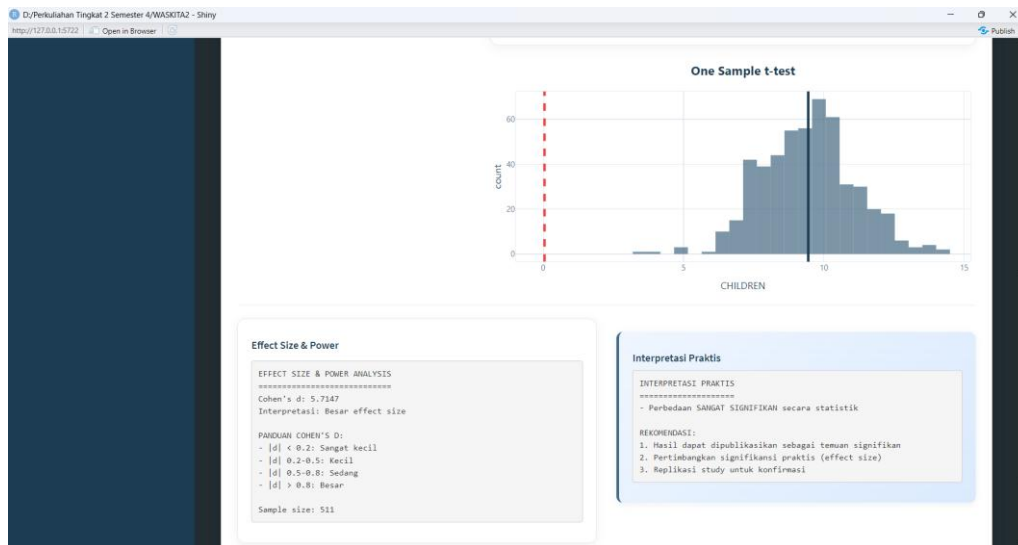 D:/Perkuliahan Tingkat 2 Semester 4/WASKITA2 - Shiny
http://127.0.0.1:5722 Open in Browser
Publish
One Sample t-test
60
40
20
0
count
0 5 10 15
CHILDREN
Effect Size & Power
EFFECT SIZE & POWER ANALYSIS
============================
Cohen's d: 5.7147
Interpretasi: Besar effect size
PANDUAN COHEN'S D:
- |d| < 0.2: Sangat kecil
- |d| 0.2-0.5: Kecil
- |d| 0.5-0.8: Sedang
- |d| > 0.8: Besar
Sample size: 511
Interpretasi Praktis
INTERPRETASI PRAKTIS
====================
- Perbedaan SANGAT SIGNIFIKAN secara statistik
REKOMENDASI:
1. Hasil dapat dipublikasikan sebagai temuan signifikan
2. Pertimbangkan signifikansi praktis (effect size)
3. Replikasi study untuk konfirmasi